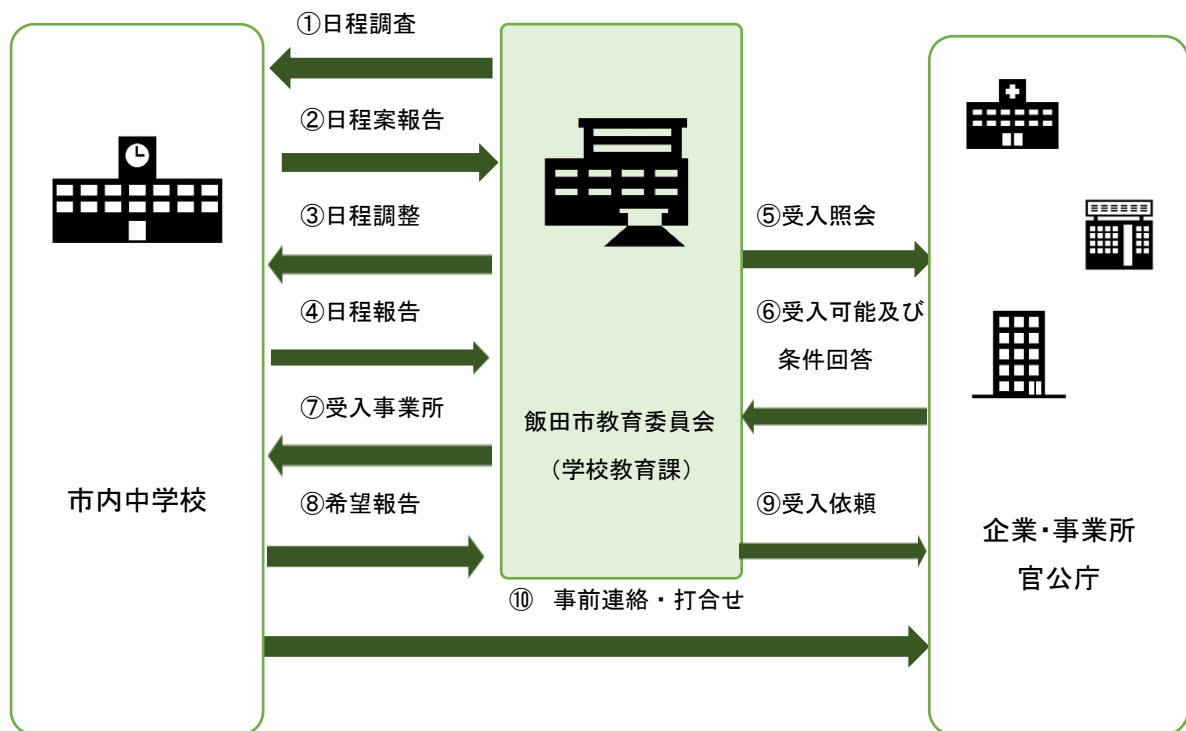 ①日程調査
②日程案報告
③日程調整
④日程報告
⑦受入事業所
⑧希望報告
市内中学校
飯田市教育委員会
（学校教育課）
⑤受入照会
⑥受入可能及び
条件回答
⑨受入依頼
⑩　事前連絡・打合せ
企業・事業所
官公庁